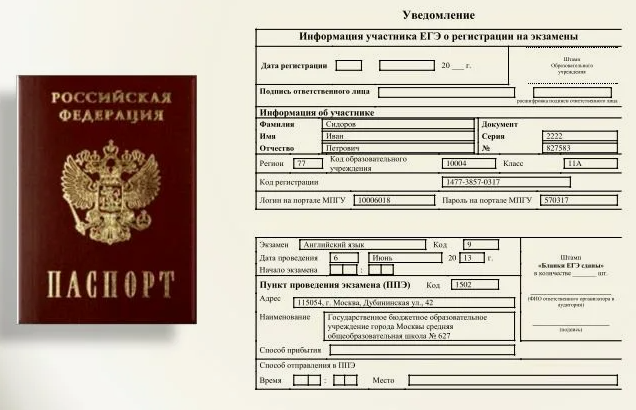 РОССИЙСКАЯ
ФЕДЕРАЦИЯ
ПАСПОРТ
Уведомление
Информация участника ЕГЭ о регистрации на экзамены
Дата регистрации 20 ___ г.
Штамп
Образовательного
учреждения
Подпись ответственного лица
расшифровка подписи ответственного лица
Информация об участнике
Фамилия Сидоров Документ
Имя Иван Серия 2222
Отчество Петрович № 827583
Регион 77 Код образовательного учреждения 10004 Класс 11А
Код регистрации 1477-3857-0317
Логин на портале МПГУ 10006018 Пароль на портале МПГУ 570317
Экзамен Английский язык Код 9
Дата проведения 6 Июнь 20 13 г.
Начало экзамена :
Штамп
«Бланки ЕГЭ сданы»
в количестве ______ шт.
(ФИО ответственного организатора в
аудитории)
(подпись)
Пункт проведения экзамена (ППЭ) Код 1502
Адрес 115054, г. Москва, Дубининская ул., 42
Наименование Государственное бюджетное образовательное
учреждение города Москвы средняя
общеобразовательная школа № 627
Способ прибытия
Способ отправления в ППЭ
Время : Место